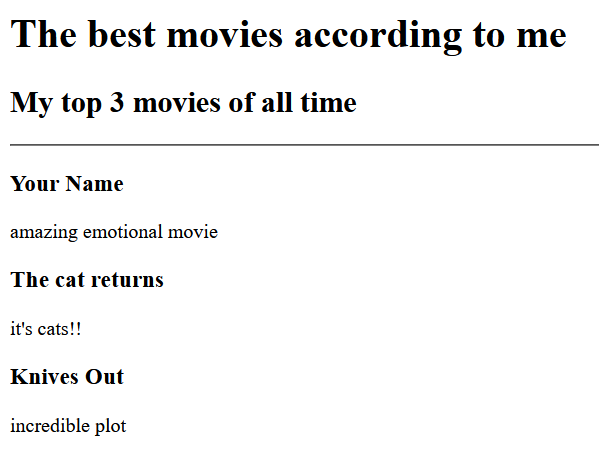 The best movies according to me
My top 3 movies of all time
Your Name
amazing emotional movie
The cat returns
it's cats!!
Knives Out
incredible plot